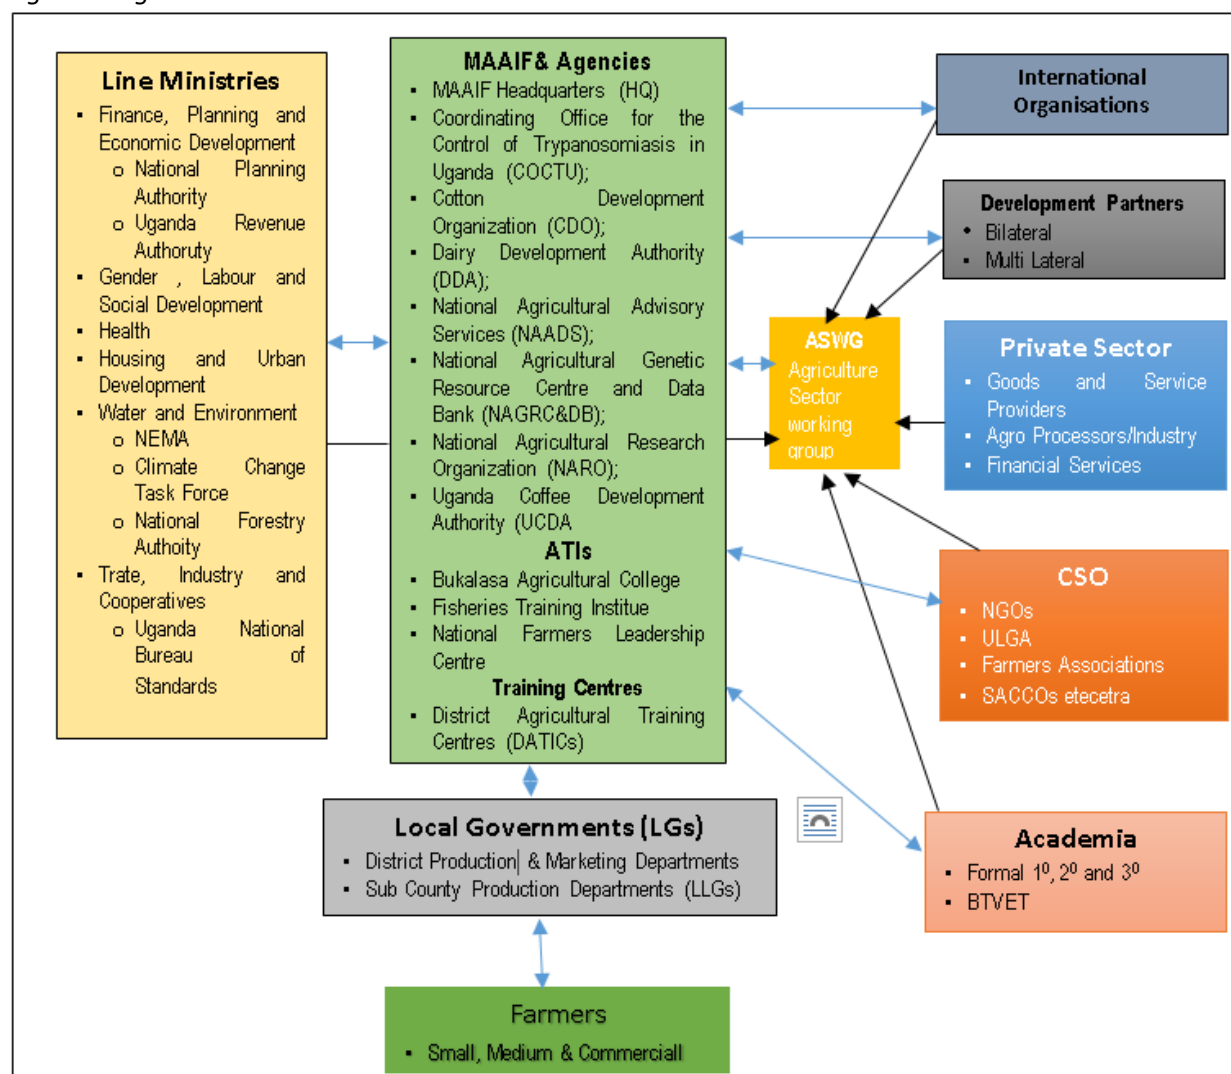 Line Ministries
Finance, Planning and
Economic Development
o National Planning
Authority
o Uganda Revenue
Authoruty
Gender , Labour and
Social Development
Health
Housing and Urban
Development
Water and Environment
o NEMA
o Climate Change
Task Force
o National Forestry
Authoity
Trate, Industry and
Cooperatives
o Uganda National
Bureau of
Standards
MAAIF& Agencies
MAAIF Headquarters (HQ)
Coordinating Office for the
Control of Trypanosomiasis in
Uganda (COCTU);
Cotton Development
Organization (CDO);
Dairy Development Authority
(DDA);
National Agricultural Advisory
Services (NAADS);
National Agricultural Genetic
Resource Centre and Data
Bank (NAGRC&DB);
National Agricultural Research
Organization (NARO);
Uganda Coffee Development
Authority (UCDA
ATIs
Bukalasa Agricultural College
Fisheries Training Institue
National Farmers Leadership
Centre
Training Centres
District Agricultural Training
Centres (DATICs)
International
Organisations
Development Partners
Bilateral
Multi Lateral
ASWG
Agriculture
Sector
working
group
Private Sector
Goods and Service
Providers
Agro Processors/Industry
Financial Services
CSO
NGOs
ULGA
Farmers Associations
SACCOs etecetra
Academia
Formal 1⁰, 2⁰ and 3⁰
BTVET
Local Governments (LGs)
District Production & Marketing Departments
Sub County Production Departments (LLGs)
Farmers
Small, Medium & Commerciall